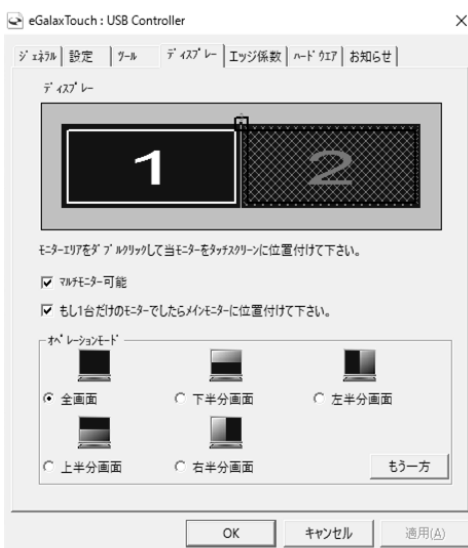 eGalaxTouch : USB Controller
ジェネラル 設定 ツール ディスプレー エッジ係数 ハードウエア お知らせ
ディスプレー
1 2
モニターエリアをダブルクリックして当モニターをタッチスクリーンに位置付けて下さい。
マルチモニター可能
もし1台だけのモニターでしたらメインモニターに位置付けて下さい。
オペレーションモード
全画面 下半分画面 左半分画面
上半分画面 右半分画面 もう一方
OK キャンセル 適用(A)